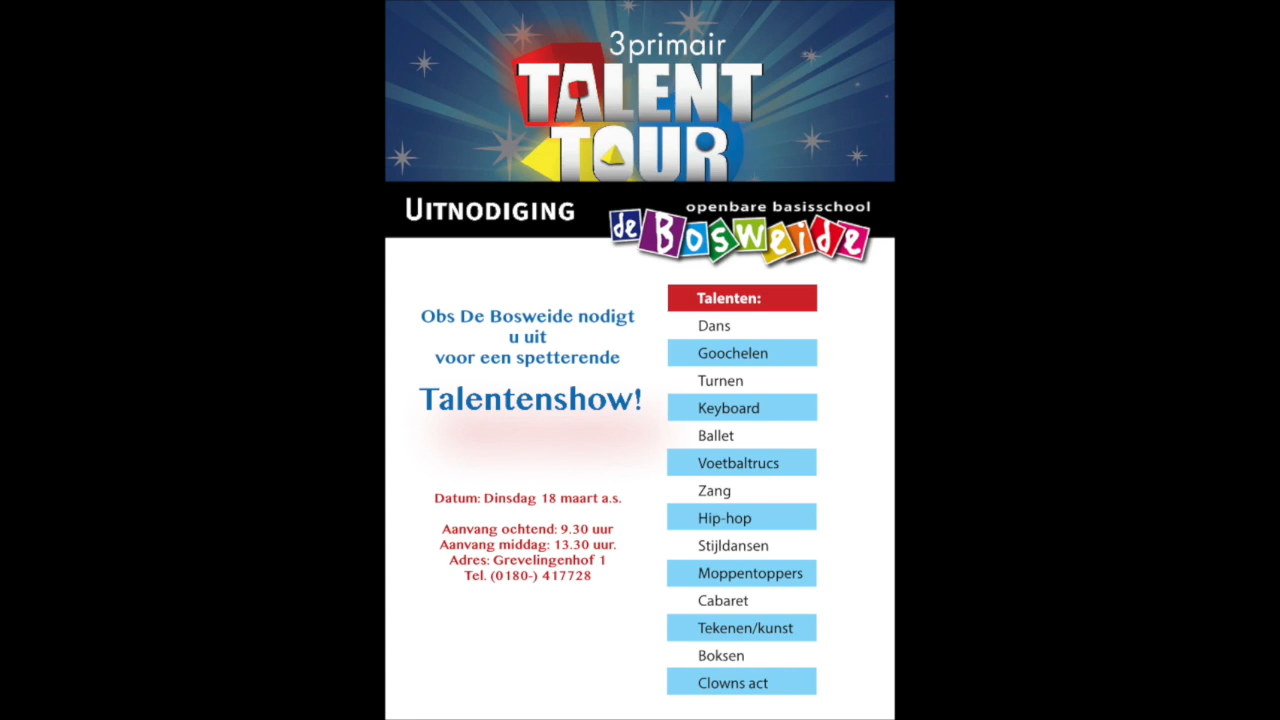 3primair
TALENT
TOUR
UITNODIGING
openbare basisschool
de Bosweide
Obs De Bosweide nodigt
u uit
voor een spetterende
Talentenshow!
Datum: Dinsdag 18 maart a.s.
Aanvang ochtend: 9.30 uur
Aanvang middag: 13.30 uur.
Adres: Grevelingenhof 1
Tel. (0180-) 417728
Talenten:
Dans
Goochelen
Turnen
Keyboard
Ballet
Voetbaltrucs
Zang
Hip-hop
Stijldansen
Moppentoppers
Cabaret
Tekenen/kunst
Boksen
Clowns act